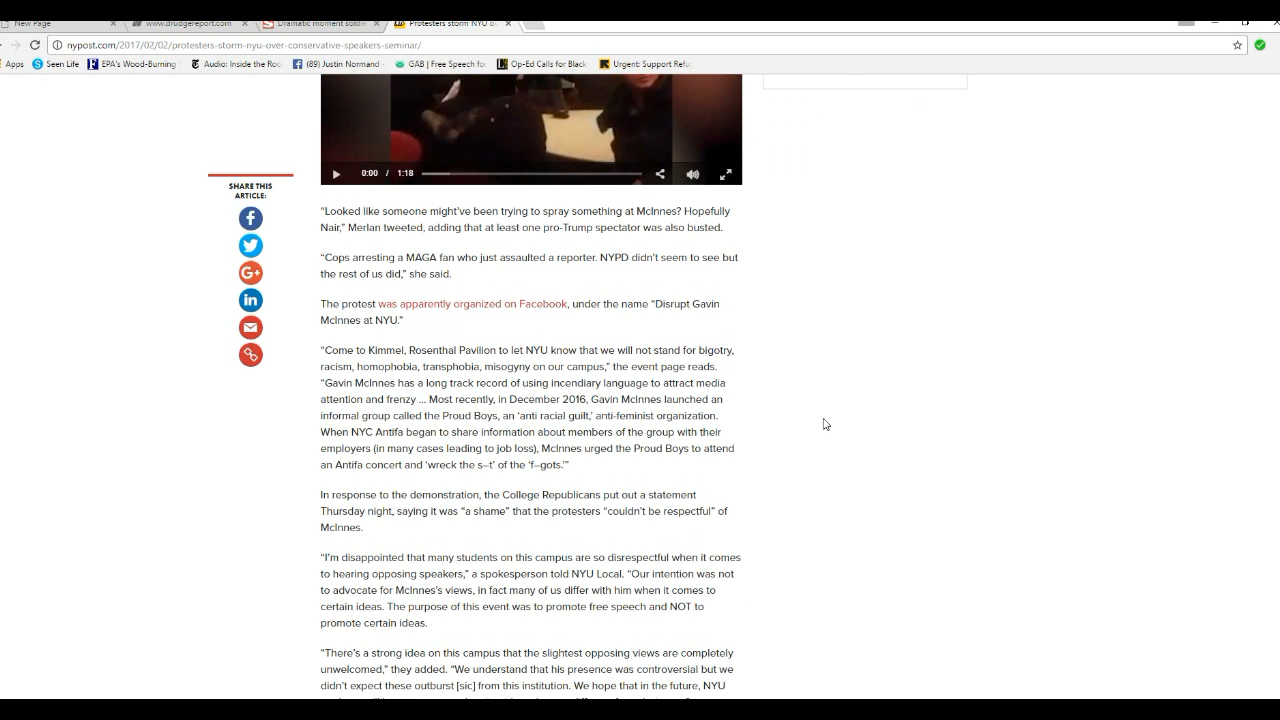 New Page
www.drudgereport.com
Dramatic moment soldie
Protesters storm NYU ov
nypost.com/2017/02/02/protesters-storm-nyu-over-conservative-speakers-seminar/
Apps
Seen Life
EPA's Wood-Burning
Audio: Inside the Ro
(89) Justin Normand -
GAB | Free Speech fo
Op-Ed Calls for Black
Urgent: Support Refu
0:00 / 1:18
SHARE THIS
ARTICLE:
“Looked like someone might’ve been trying to spray something at McInnes? Hopefully
Nair,” Merlan tweeted, adding that at least one pro-Trump spectator was also busted.
“Cops arresting a MAGA fan who just assaulted a reporter. NYPD didn’t seem to see but
the rest of us did,” she said.
The protest was apparently organized on Facebook, under the name “Disrupt Gavin
McInnes at NYU.”
“Come to Kimmel, Rosenthal Pavilion to let NYU know that we will not stand for bigotry,
racism, homophobia, transphobia, misogyny on our campus,” the event page reads.
“Gavin McInnes has a long track record of using incendiary language to attract media
attention and frenzy ... Most recently, in December 2016, Gavin McInnes launched an
informal group called the Proud Boys, an ‘anti racial guilt,’ anti-feminist organization.
When NYC Antifa began to share information about members of the group with their
employers (in many cases leading to job loss), McInnes urged the Proud Boys to attend
an Antifa concert and ‘wreck the s–t’ of the ‘f–gots.’”
In response to the demonstration, the College Republicans put out a statement
Thursday night, saying it was “a shame” that the protesters “couldn’t be respectful” of
McInnes.
“I’m disappointed that many students on this campus are so disrespectful when it comes
to hearing opposing speakers,” a spokesperson told NYU Local. “Our intention was not
to advocate for McInnes’s views, in fact many of us differ with him when it comes to
certain ideas. The purpose of this event was to promote free speech and NOT to
promote certain ideas.
“There’s a strong idea on this campus that the slightest opposing views are completely
unwelcomed,” they added. “We understand that his presence was controversial but we
didn’t expect these outburst [sic] from this institution. We hope that in the future, NYU